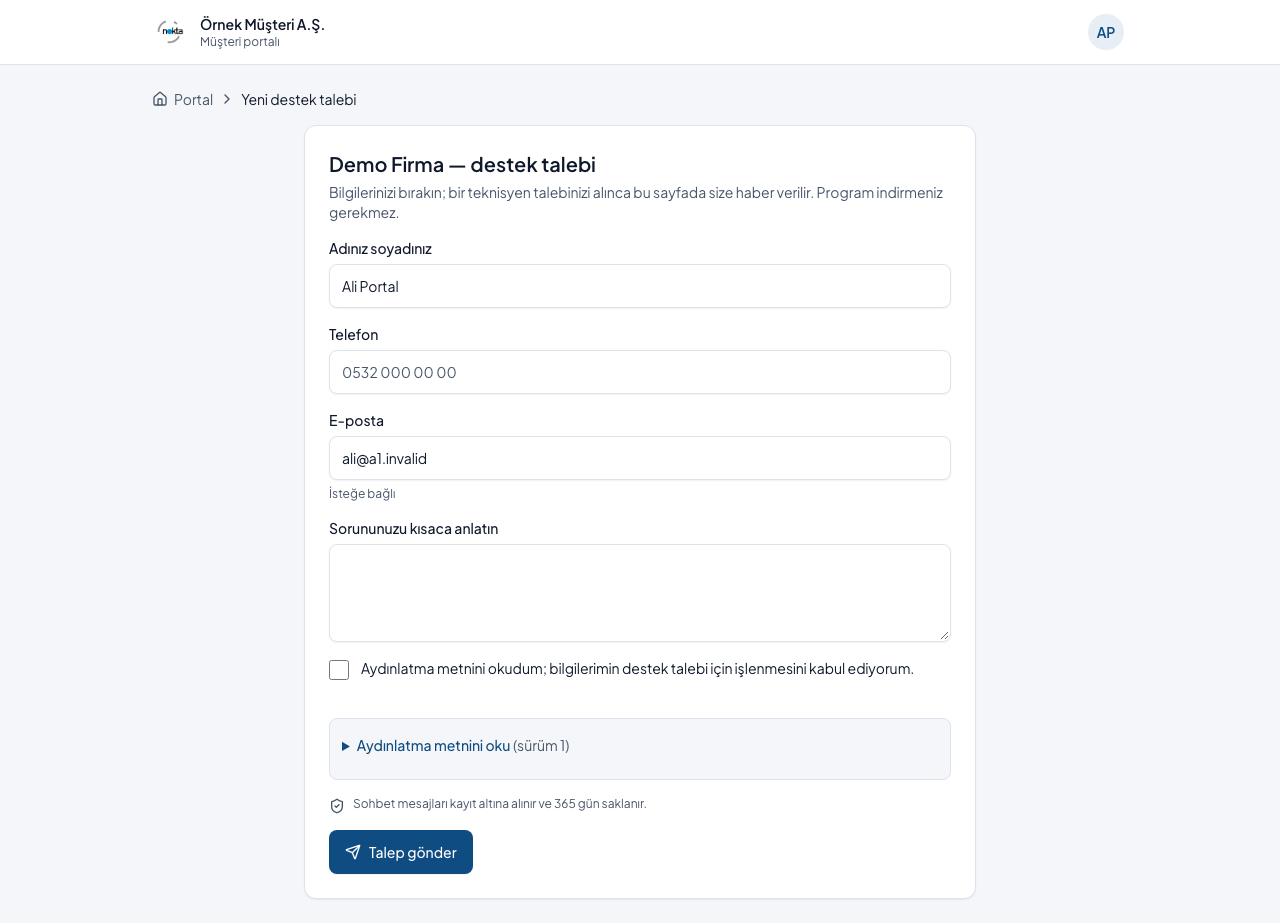 nokta
Örnek Müşteri A.Ş.
Müşteri portalı
AP
Portal
Yeni destek talebi
Demo Firma — destek talebi
Bilgilerinizi bırakın; bir teknisyen talebinizi alınca bu sayfada size haber verilir. Program indirmeniz
gerekmez.
Adınız soyadınız
Ali Portal
Telefon
0532 000 00 00
E-posta
ali@a1.invalid
İsteğe bağlı
Sorununuzu kısaca anlatın
Aydınlatma metnini okudum; bilgilerimin destek talebi için işlenmesini kabul ediyorum.
Aydınlatma metnini oku (sürüm 1)
Sohbet mesajları kayıt altına alınır ve 365 gün saklanır.
Talep gönder